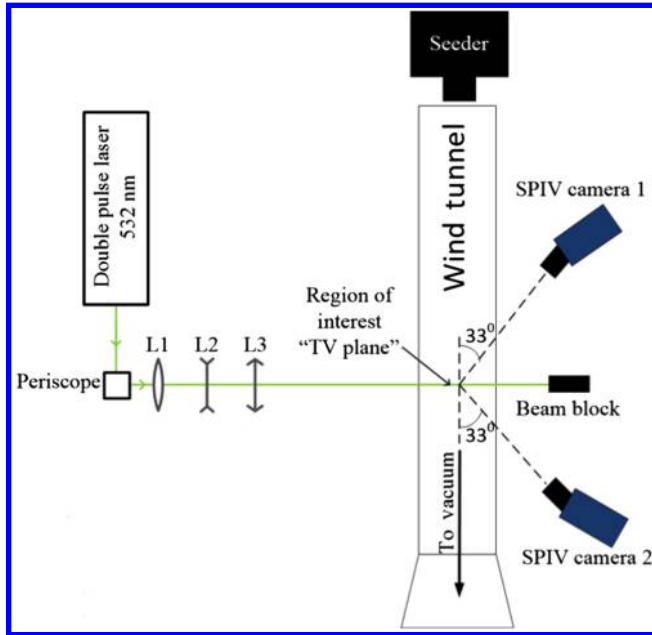 Seeder
Double pulse laser
532 nm
Wind tunnel
SPIV camera 1
Region of
interest
“TV plane”
33⁰
L1
L2
L3
Periscope
Beam block
33⁰
To vacuum
SPIV camera 2